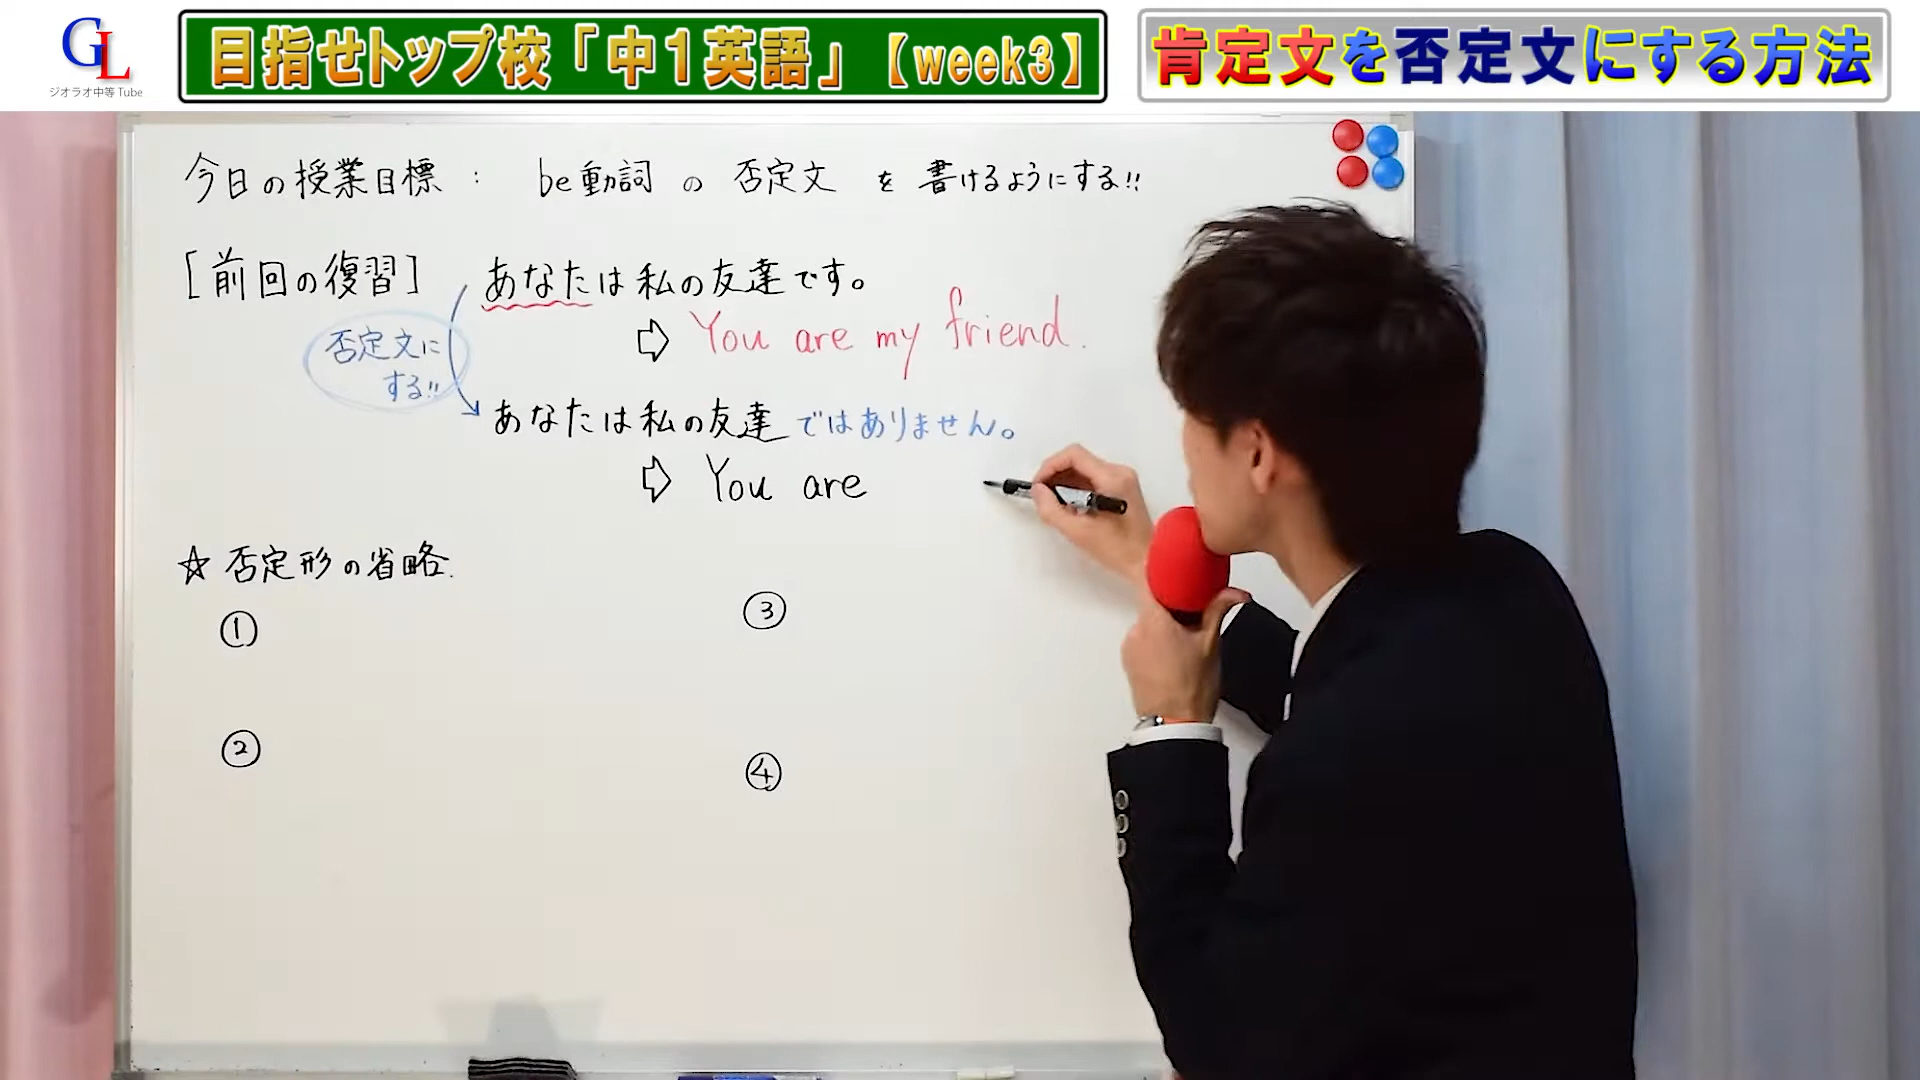 GL
ジオラオ中等Tube
目指せトップ校「中1英語」【week3】
肯定文を否定文にする方法
今日の授業目標 : be動詞の否定文を書けるようにする!!
[前回の復習] あなたは私の友達です。
⇨ You are my friend.
否定文に
する!!
あなたは私の友達ではありません。
⇨ You are
☆ 否定形の省略.
①
③
②
④